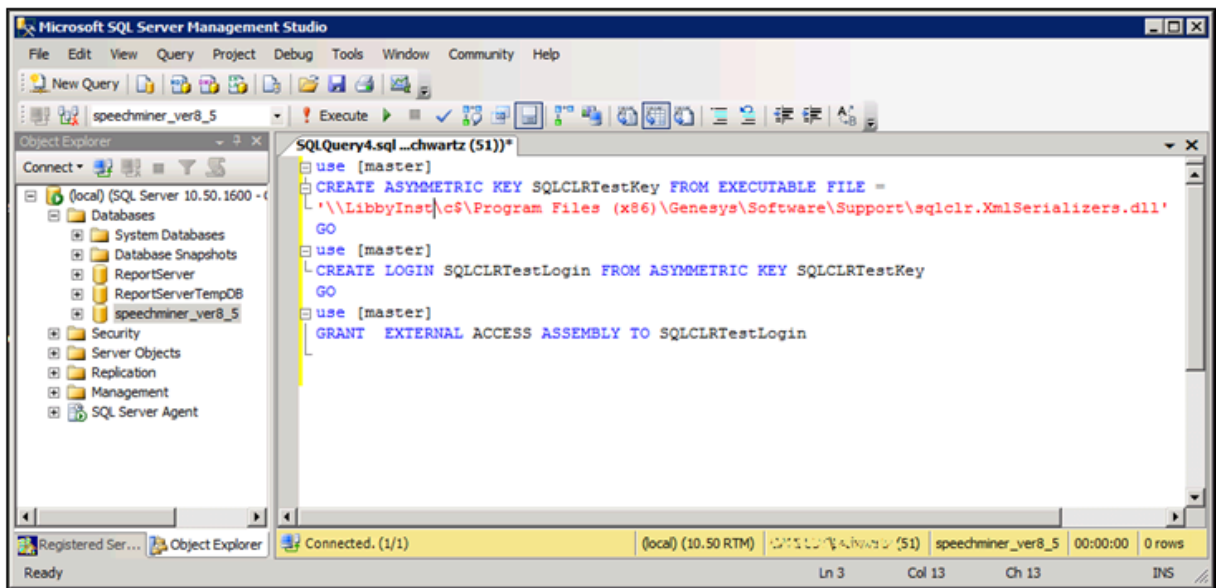 Microsoft SQL Server Management Studio
File Edit View Query Project Debug Tools Window Community Help
New Query
speechminer_ver8_5 Execute
Object Explorer
SQLQuery4.sql ...chwartz (51))*
Connect
(local) (SQL Server 10.50.1600 - 
Databases
System Databases
Database Snapshots
ReportServer
ReportServerTempDB
speechminer_ver8_5
Security
Server Objects
Replication
Management
SQL Server Agent
use [master]
CREATE ASYMMETRIC KEY SQLCLRTestKey FROM EXECUTABLE FILE =
'\\LibbyInst\c$\Program Files (x86)\Genesys\Software\Support\sqlclr.XmlSerializers.dll'
GO
use [master]
CREATE LOGIN SQLCLRTestLogin FROM ASYMMETRIC KEY SQLCLRTestKey
GO
use [master]
GRANT  EXTERNAL ACCESS ASSEMBLY TO SQLCLRTestLogin
Registered Ser... Object Explorer
Connected. (1/1) (local) (10.50 RTM) (51) speechminer_ver8_5 00:00:00 0 rows
Ready Ln 3 Col 13 Ch 13 INS